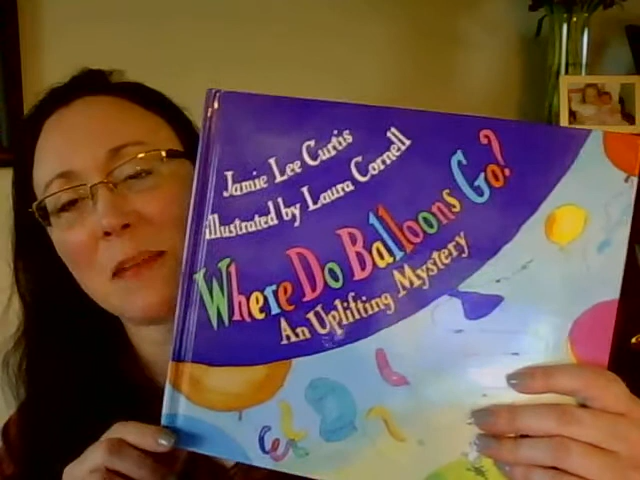 Jamie Lee Curtis
illustrated by Laura Cornell
Where Do Balloons Go?
An Uplifting Mystery